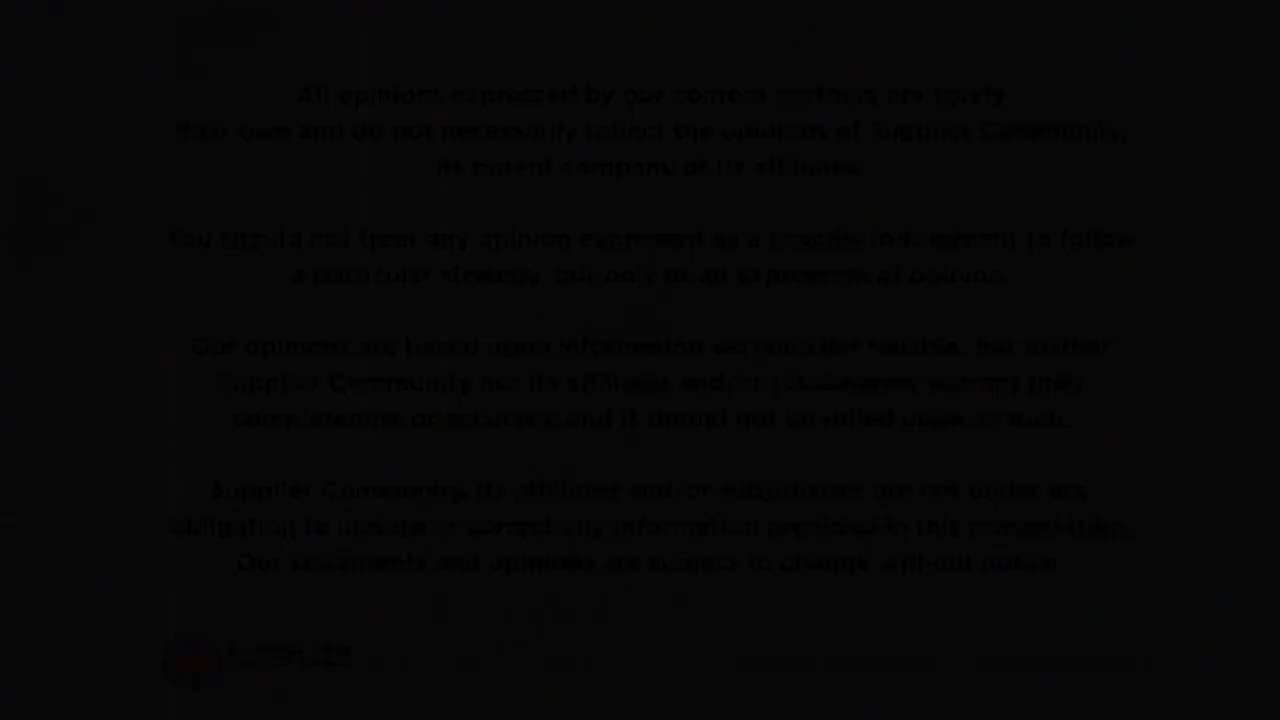 All opinions expressed by our content partners are solely
their own and do not necessarily reflect the opinions of Supplier Community,
its parent company or its affiliates.
You should not treat any opinion expressed as a specific inducement to follow
a particular strategy, but only as an expression of opinion.
Our opinions are based upon information we consider reliable, but neither
Supplier Community nor its affiliates and/or subsidiaries warrant their
completeness or accuracy, and it should not be relied upon as such.
Supplier Community, its affiliates and/or subsidiaries are not under any
obligation to update or correct any information provided in this presentation.
Our statements and opinions are subject to change without notice.